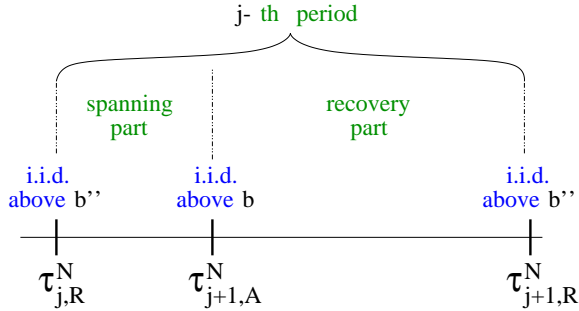 j- th period
spanning part
recovery part
i.i.d. above b’’
i.i.d. above b
i.i.d. above b’’
τ^N_{j,R}
τ^N_{j+1,A}
τ^N_{j+1,R}